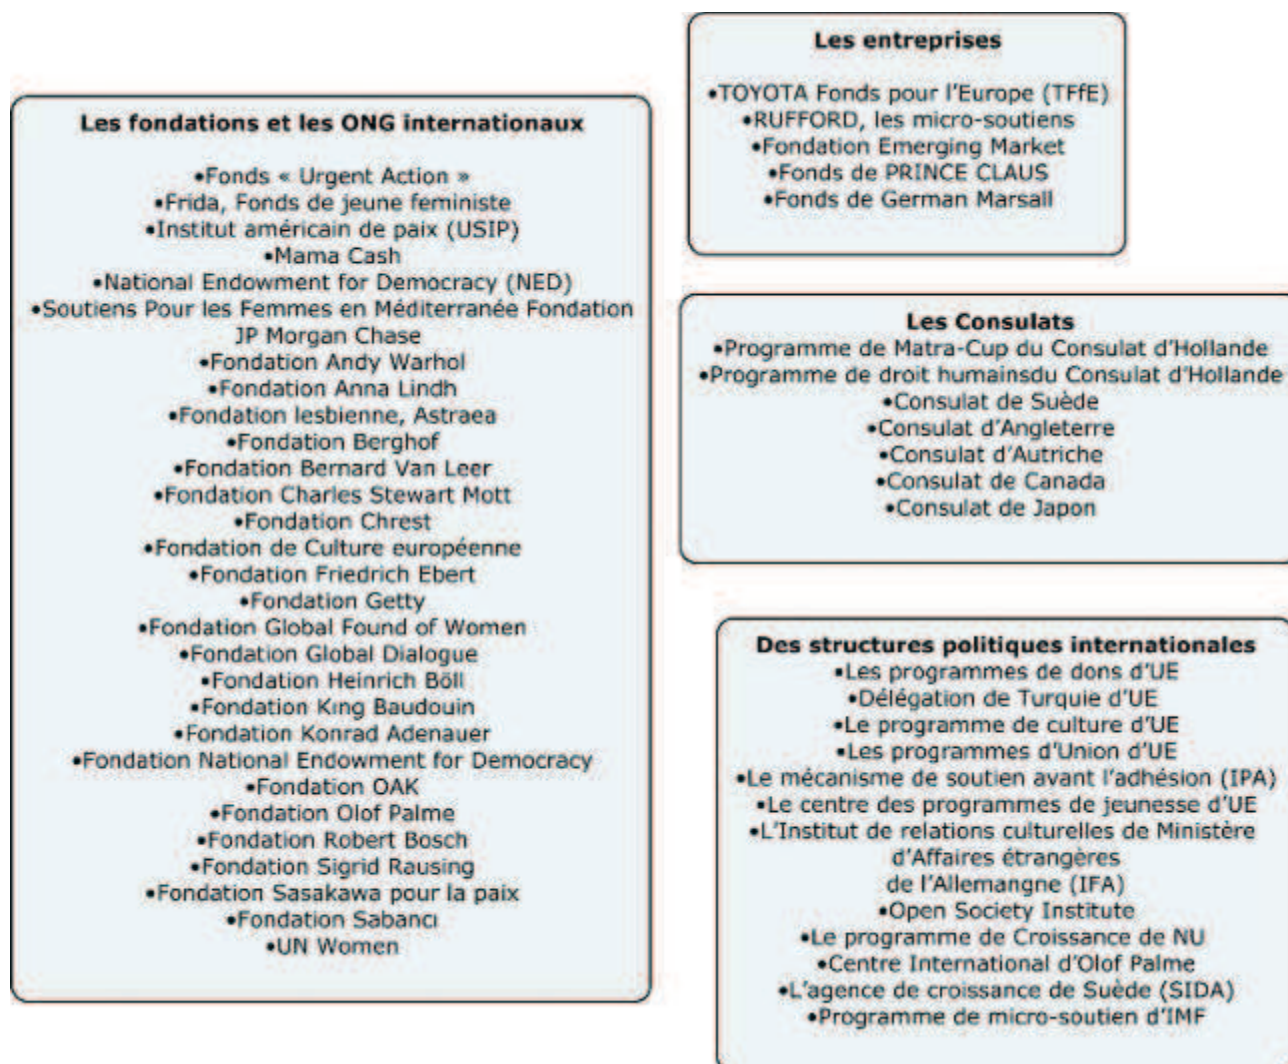 Les fondations et les ONG internationaux
•Fonds « Urgent Action »
•Frida, Fonds de jeune feministe
•Institut américain de paix (USIP)
•Mama Cash
•National Endowment for Democracy (NED)
•Soutiens Pour les Femmes en Méditerranée Fondation
JP Morgan Chase
•Fondation Andy Warhol
•Fondation Anna Lindh
•Fondation lesbienne, Astraea
•Fondation Berghof
•Fondation Bernard Van Leer
•Fondation Charles Stewart Mott
•Fondation Chrest
•Fondation de Culture européenne
•Fondation Friedrich Ebert
•Fondation Getty
•Fondation Global Found of Women
•Fondation Global Dialogue
•Fondation Heinrich Böll
•Fondation Kıng Baudouin
•Fondation Konrad Adenauer
•Fondation National Endowment for Democracy
•Fondation OAK
•Fondation Olof Palme
•Fondation Robert Bosch
•Fondation Sigrid Rausing
•Fondation Sasakawa pour la paix
•Fondation Sabancı
•UN Women
Les entreprises
•TOYOTA Fonds pour l'Europe (TFfE)
•RUFFORD, les micro-soutiens
•Fondation Emerging Market
•Fonds de PRINCE CLAUS
•Fonds de German Marsall
Les Consulats
•Programme de Matra-Cup du Consulat d'Hollande
•Programme de droit humainsdu Consulat d'Hollande
•Consulat de Suède
•Consulat d'Angleterre
•Consulat d'Autriche
•Consulat de Canada
•Consulat de Japon
Des structures politiques internationales
•Les programmes de dons d'UE
•Délégation de Turquie d'UE
•Le programme de culture d'UE
•Les programmes d'Union d'UE
•Le mécanisme de soutien avant l'adhésion (IPA)
•Le centre des programmes de jeunesse d'UE
•L'Institut de relations culturelles de Ministère
d'Affaires étrangères
de l'Allemangne (IFA)
•Open Society Institute
•Le programme de Croissance de NU
•Centre International d'Olof Palme
•L'agence de croissance de Suède (SIDA)
•Programme de micro-soutien d'IMF